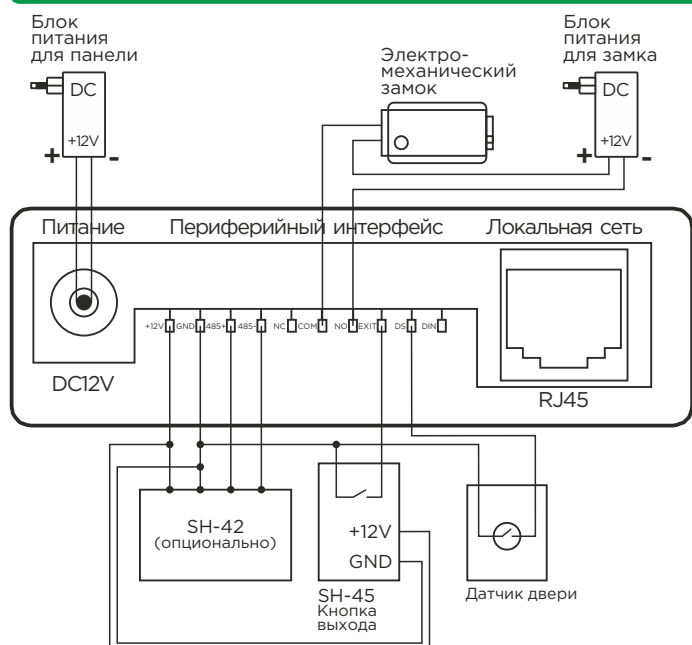 Блок
питания
для панели
DC
+12V
+
-
Электро-
механический
замок
Блок
питания
для замка
DC
+12V
+
-
Питание
Периферийный интерфейс
Локальная сеть
+12V
GND
485+
485-
NC
COM
NO
EXIT
DS
DIN
DC12V
RJ45
SH-42
(опционально)
+12V
GND
SH-45
Кнопка
выхода
Датчик двери